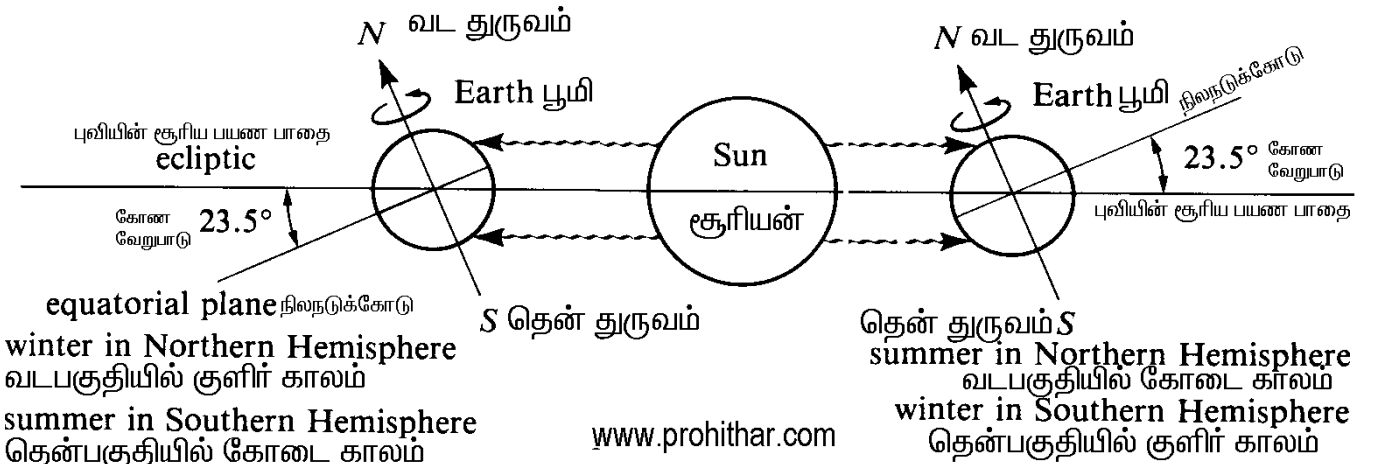 N வட துருவம்
Earth பூமி
புவியின் சூரிய பயண பாதை
ecliptic
கோண
வேறுபாடு
23.5°
equatorial plane நிலநடுக்கோடு
S தென் துருவம்
winter in Northern Hemisphere
வடபகுதியில் குளிர் காலம்
summer in Southern Hemisphere
தென்பகுதியில் கோடை காலம்
Sun
சூரியன்
www.prohithar.com
N வட துருவம்
Earth பூமி
நிலநடுக்கோடு
23.5° கோண
வேறுபாடு
புவியின் சூரிய பயண பாதை
தென் துருவம் S
summer in Northern Hemisphere
வடபகுதியில் கோடை காலம்
winter in Southern Hemisphere
தென்பகுதியில் குளிர் காலம்